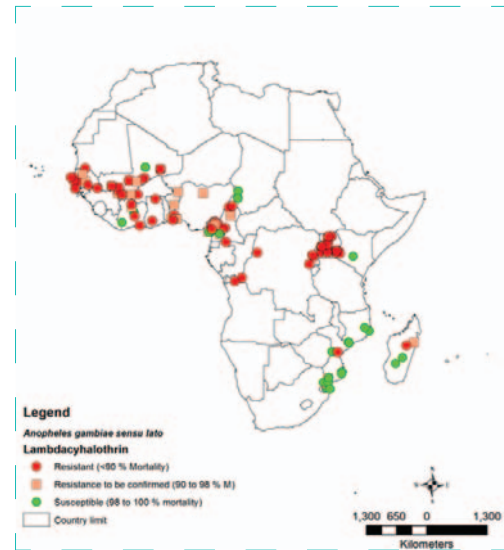 Legend
Anopheles gambiae sensu lato
Lambdacyhalothrin
Resistant (<90 % Mortality)
Resistance to be confirmed (90 to 98 % M)
Susceptible (98 to 100 % mortality)
Country limit
N
W E
S
1,300 650 0 1,300
Kilometers